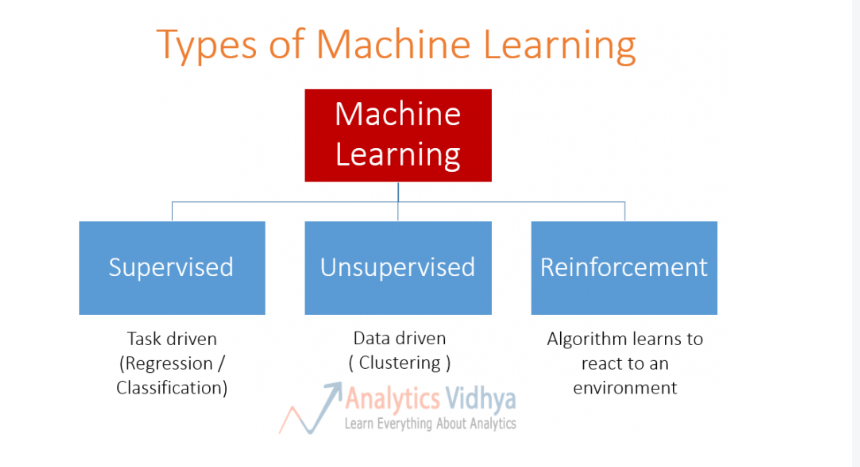 Types of Machine Learning
Machine
Learning
Supervised
Unsupervised
Reinforcement
Task driven
(Regression /
Classification)
Data driven
( Clustering )
Algorithm learns to
react to an
environment
Analytics Vidhya
Learn Everything About Analytics